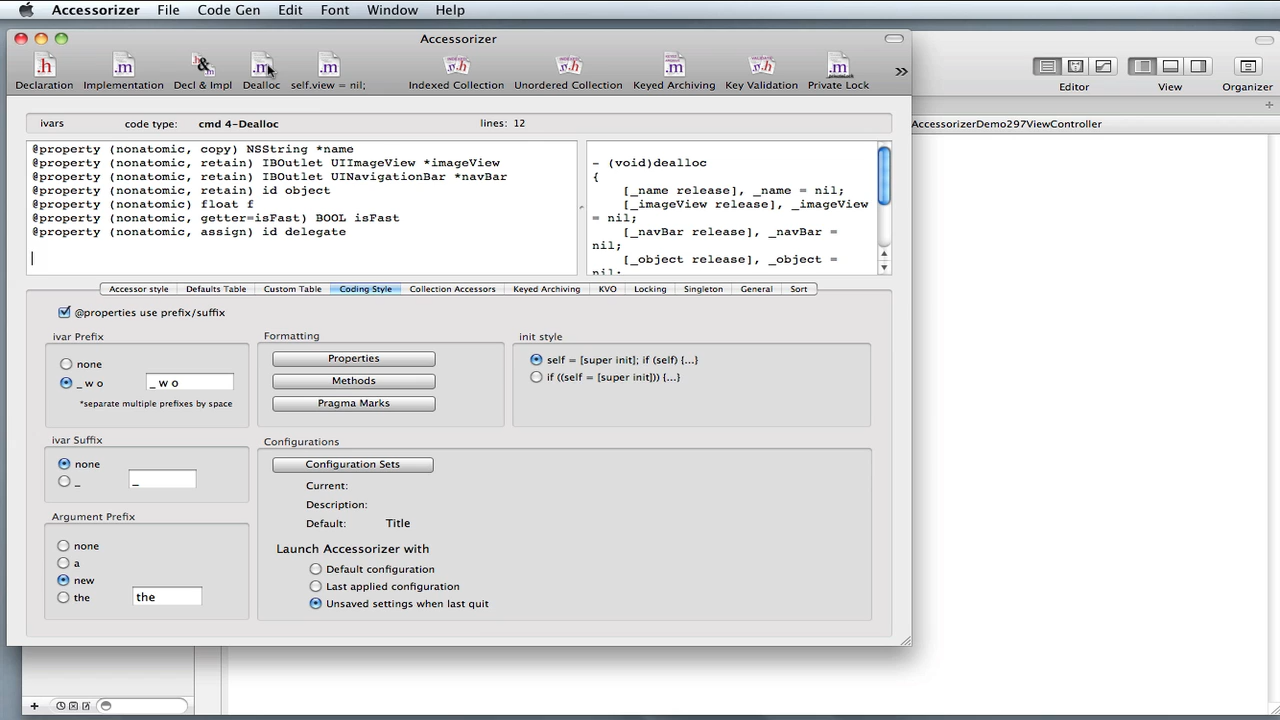 Accessorizer File Code Gen Edit Font Window Help
Accessorizer
Declaration Implementation Decl & Impl Dealloc self.view = nil; Indexed Collection Unordered Collection Keyed Archiving Key Validation Private Lock »
Editor View Organizer
ivars code type: cmd 4-Dealloc lines: 12
AccessorizerDemo297ViewController
@property (nonatomic, copy) NSString *name
@property (nonatomic, retain) IBOutlet UIImageView *imageView
@property (nonatomic, retain) IBOutlet UINavigationBar *navBar
@property (nonatomic, retain) id object
@property (nonatomic) float f
@property (nonatomic, getter=isFast) BOOL isFast
@property (nonatomic, assign) id delegate
- (void)dealloc
{
[_name release], _name = nil;
[_imageView release], _imageView
= nil;
[_navBar release], _navBar =
nil;
[_object release], _object =
nil;
Accessor style Defaults Table Custom Table Coding Style Collection Accessors Keyed Archiving KVO Locking Singleton General Sort
@properties use prefix/suffix
ivar Prefix
none
_ w o _ w o
*separate multiple prefixes by space
ivar Suffix
none
_ _
Argument Prefix
none
a
new
the the
Formatting
Properties
Methods
Pragma Marks
init style
self = [super init]; if (self) {...}
if ((self = [super init])) {...}
Configurations
Configuration Sets
Current:
Description:
Default: Title
Launch Accessorizer with
Default configuration
Last applied configuration
Unsaved settings when last quit